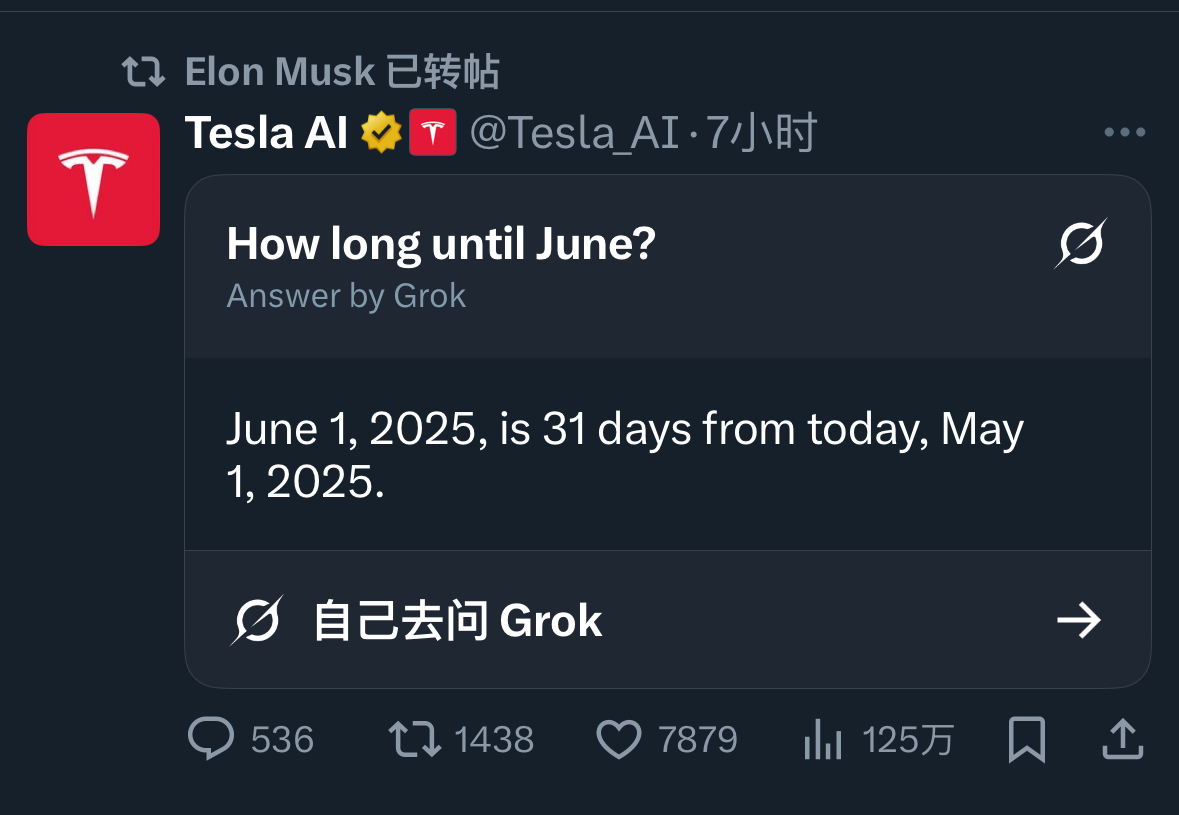 Elon Musk 已转帖
Tesla AI @Tesla_AI · 7小时
How long until June?
Answer by Grok
June 1, 2025, is 31 days from today, May
1, 2025.
自己去问 Grok
536 1438 7879 125万